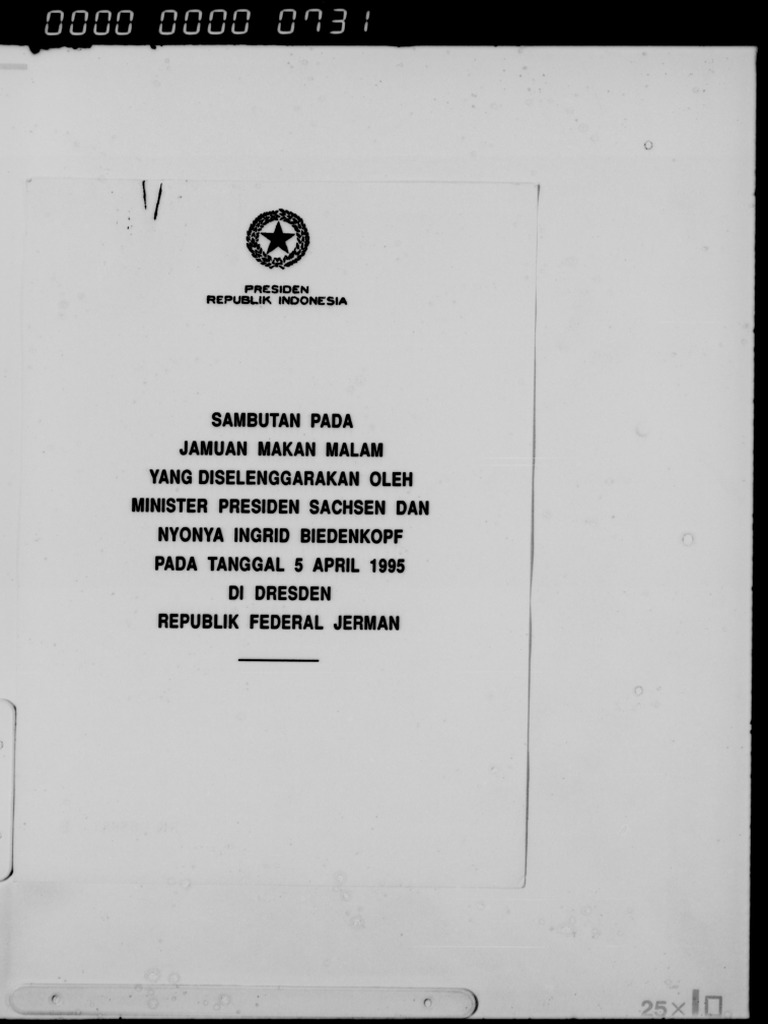 0000 0000 0731
PRESIDEN
REPUBLIK INDONESIA
SAMBUTAN PADA
JAMUAN MAKAN MALAM
YANG DISELENGGARAKAN OLEH
MINISTER PRESIDEN SACHSEN DAN
NYONYA INGRID BIEDENKOPF
PADA TANGGAL 5 APRIL 1995
DI DRESDEN
REPUBLIK FEDERAL JERMAN
25×